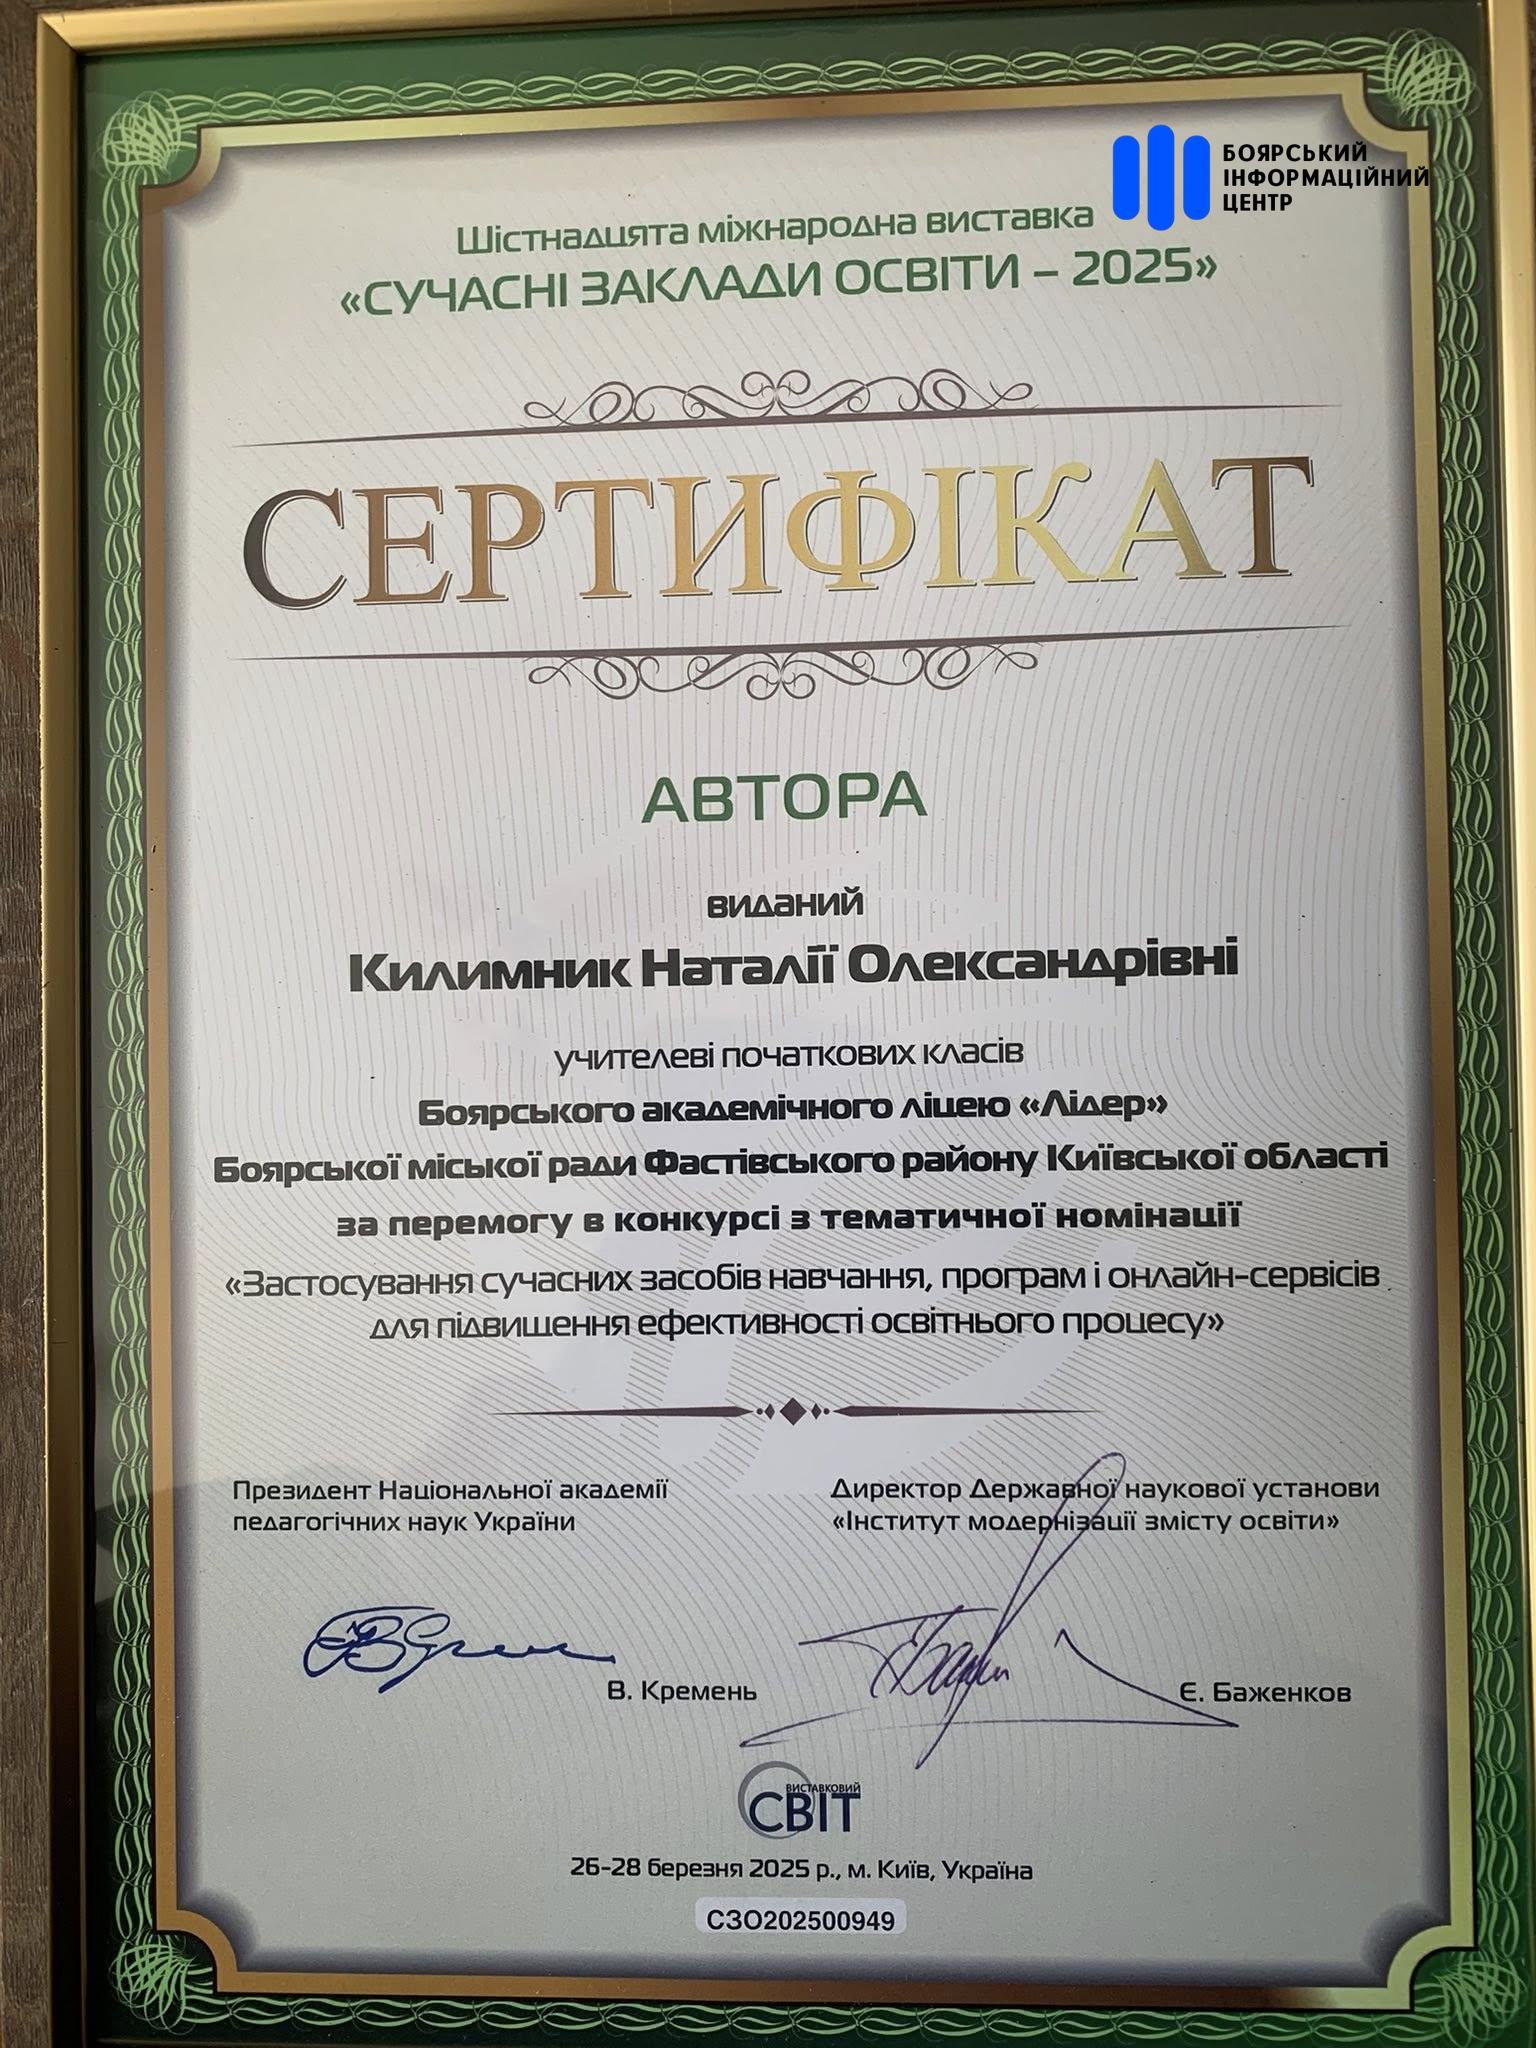 БОЯРСЬКИЙ
ІНФОРМАЦІЙНИЙ
ЦЕНТР
Шістнадцята міжнародна виставка
«СУЧАСНІ ЗАКЛАДИ ОСВІТИ – 2025»
СЕРТИФІКАТ
АВТОРА
виданий
Килимник Наталії Олександрівні
учителеві початкових класів
Боярського академічного ліцею «Лідер»
Боярської міської ради Фастівського району Київської області
за перемогу в конкурсі з тематичної номінації
«Застосування сучасних засобів навчання, програм і онлайн-сервісів
для підвищення ефективності освітнього процесу»
Президент Національної академії
педагогічних наук України
Директор Державної наукової установи
«Інститут модернізації змісту освіти»
В. Кремень
Є. Баженков
ВИСТАВКОВИЙ
СВІТ
26-28 березня 2025 р., м. Київ, Україна
СЗО202500949